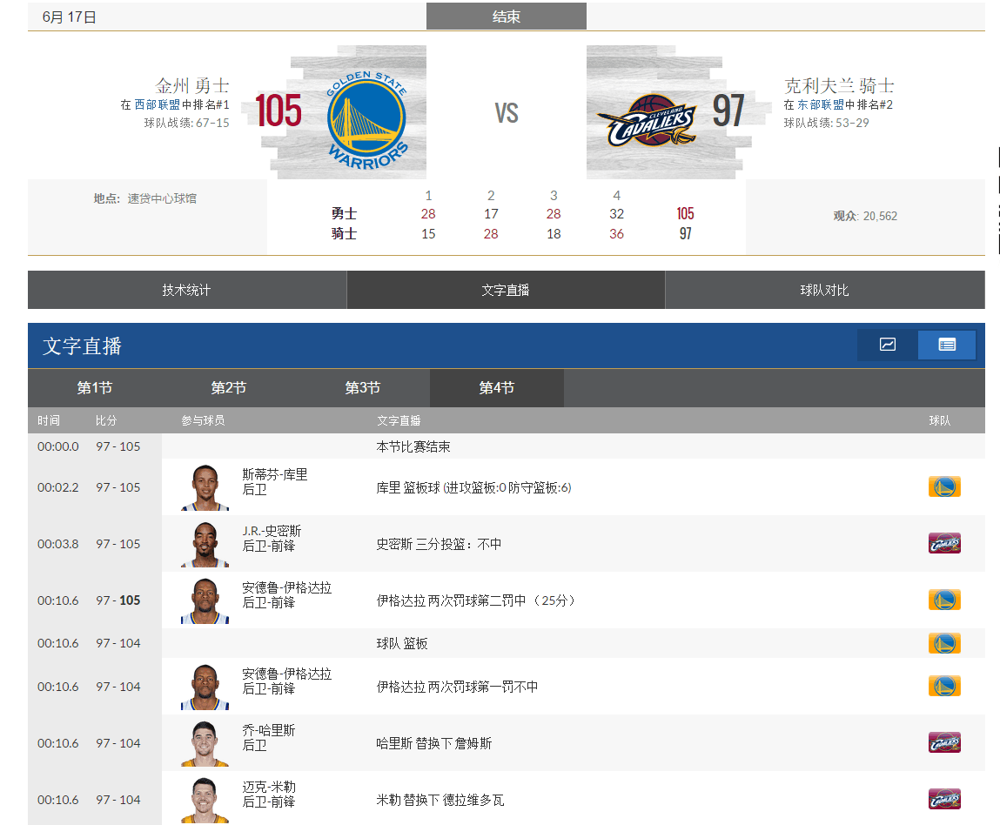 6月 17日
结束
金州 勇士
在 西部联盟中排名#1
球队战绩: 67-15
105
GOLDEN STATE
WARRIORS
VS
CLEVELAND
CAVALIERS
97
克利夫兰 骑士
在 东部联盟中排名#2
球队战绩: 53-29
地点: 速贷中心球馆
1 2 3 4
勇士 28 17 28 32 105
骑士 15 28 18 36 97
观众: 20,562
技术统计 文字直播 球队对比
文字直播
第1节 第2节 第3节 第4节
时间 比分 参与球员 文字直播 球队
00:00.0 97 - 105 本节比赛结束
00:02.2 97 - 105 斯蒂芬-库里 后卫 库里 篮板球 (进攻篮板:0 防守篮板:6)
00:03.8 97 - 105 J.R.-史密斯 后卫-前锋 史密斯 三分投篮：不中
CAVALIERS
00:10.6 97 - 105 安德鲁-伊格达拉 后卫-前锋 伊格达拉 两次罚球第二罚中 （25分）
00:10.6 97 - 104 球队 篮板
00:10.6 97 - 104 安德鲁-伊格达拉 后卫-前锋 伊格达拉 两次罚球第一罚不中
00:10.6 97 - 104 乔-哈里斯 后卫 哈里斯 替换下 詹姆斯
CAVALIERS
00:10.6 97 - 104 迈克-米勒 后卫-前锋 米勒 替换下 德拉维多瓦
CAVALIERS